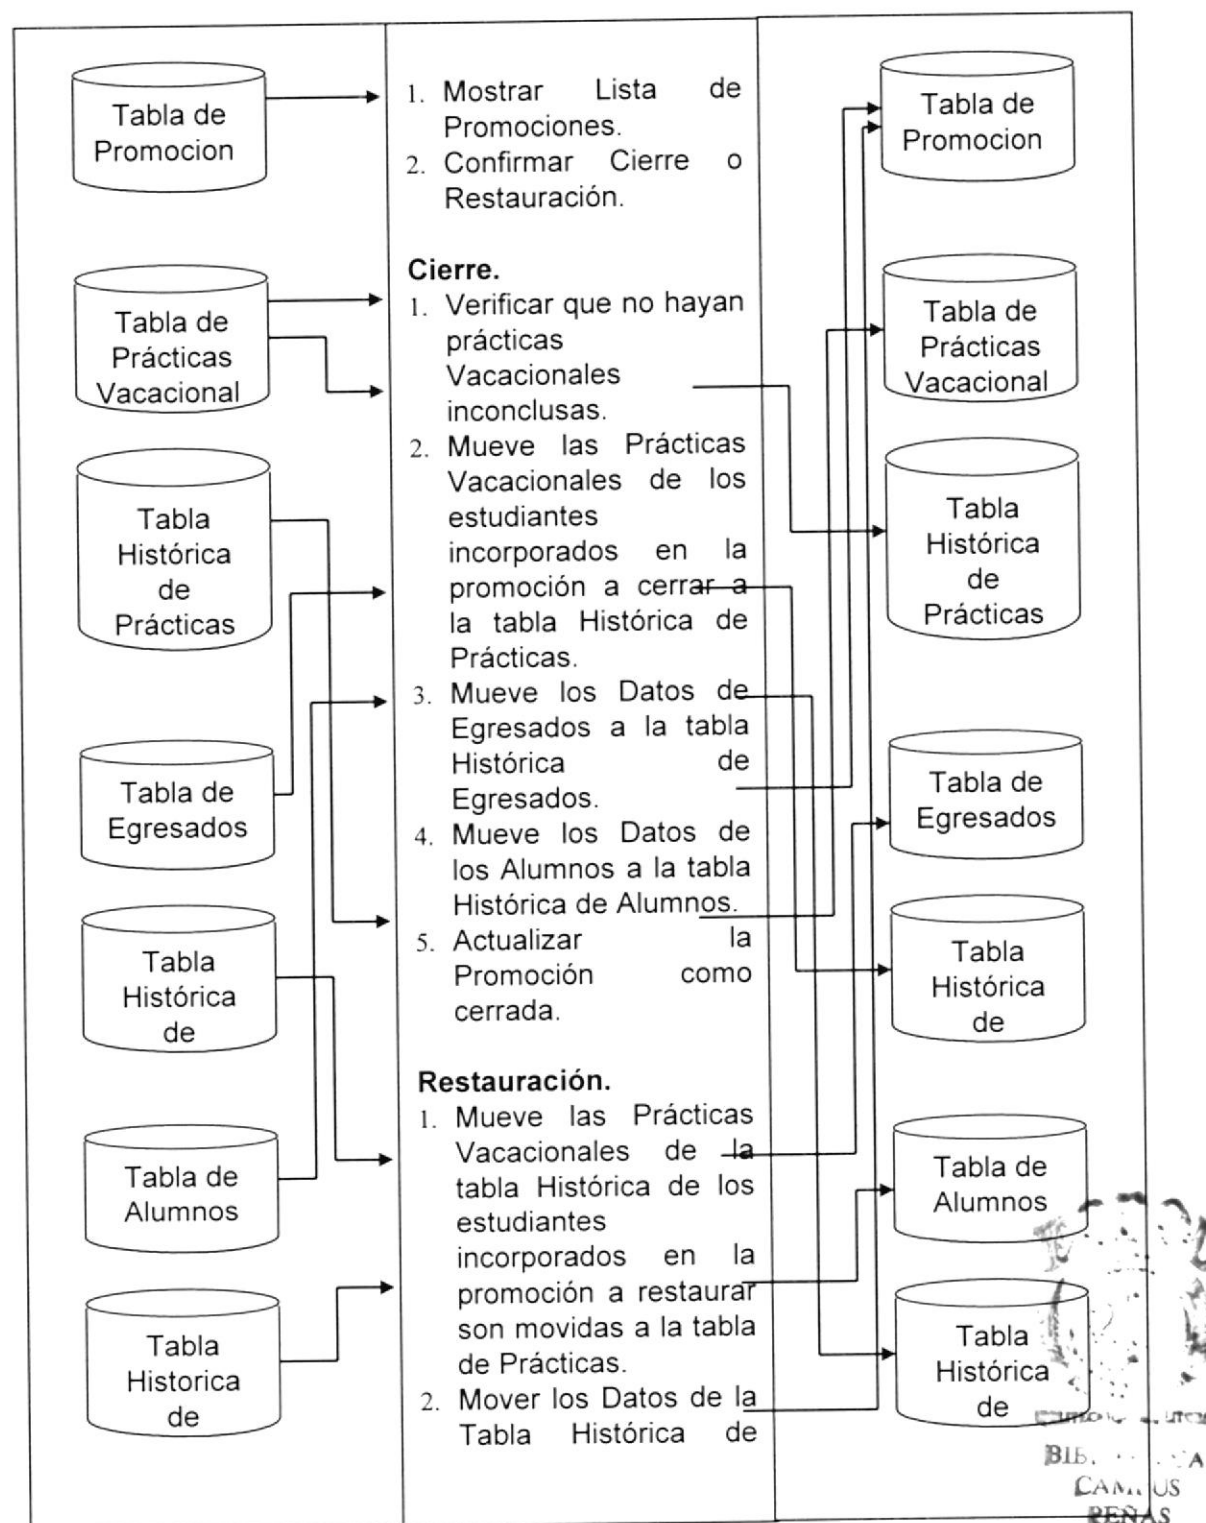 Tabla de
Promocion
Tabla de
Prácticas
Vacacional
Tabla
Histórica
de
Prácticas
Tabla de
Egresados
Tabla
Histórica
de
Tabla de
Alumnos
Tabla
Historica
de
1. Mostrar Lista de
Promociones.
2. Confirmar Cierre o
Restauración.
Cierre.
1. Verificar que no hayan
prácticas
Vacacionales
inconclusas.
2. Mueve las Prácticas
Vacacionales de los
estudiantes
incorporados en la
promoción a cerrar a
la tabla Histórica de
Prácticas.
3. Mueve los Datos de
Egresados a la tabla
Histórica de
Egresados.
4. Mueve los Datos de
los Alumnos a la tabla
Histórica de Alumnos.
5. Actualizar la
Promoción como
cerrada.
Restauración.
1. Mueve las Prácticas
Vacacionales de la
tabla Histórica de los
estudiantes
incorporados en la
promoción a restaurar
son movidas a la tabla
de Prácticas.
2. Mover los Datos de la
Tabla Histórica de
Tabla de
Promocion
Tabla de
Prácticas
Vacacional
Tabla
Histórica
de
Prácticas
Tabla de
Egresados
Tabla
Histórica
de
Tabla de
Alumnos
Tabla
Histórica
de
PEÑAS